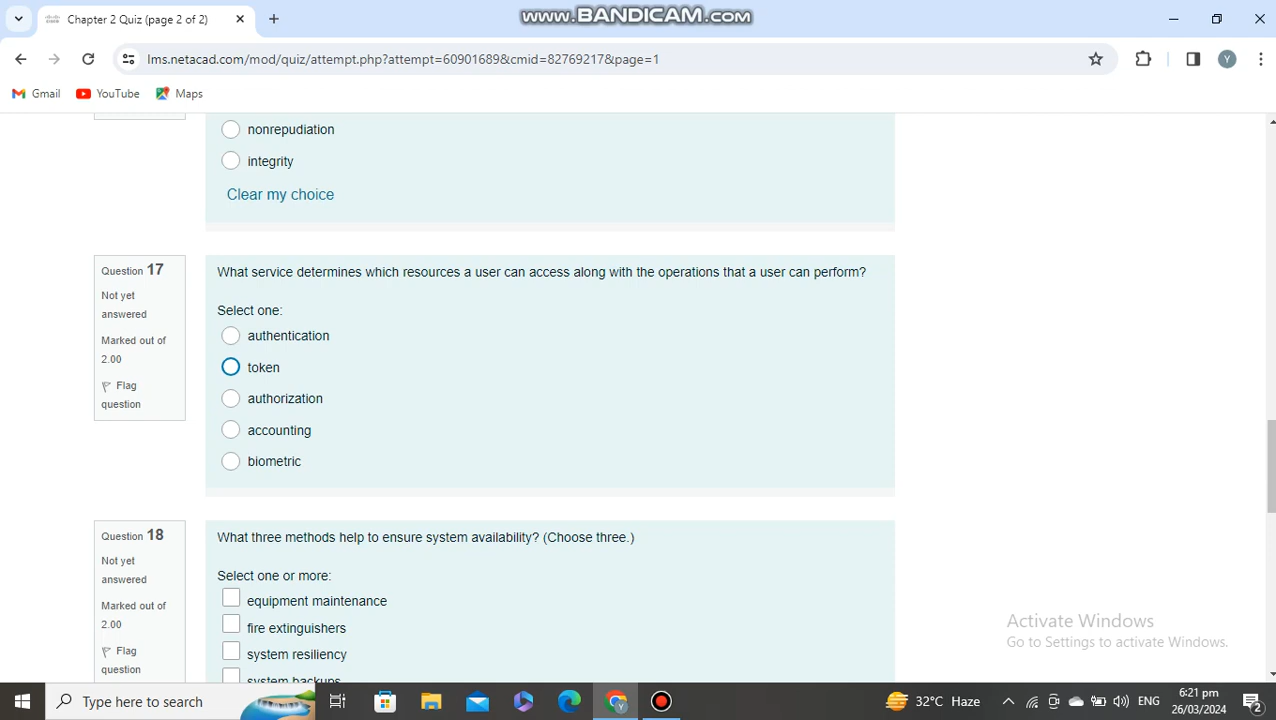 www.BANDICAM.com
Chapter 2 Quiz (page 2 of 2)
lms.netacad.com/mod/quiz/attempt.php?attempt=60901689&cmid=82769217&page=1
Y
Gmail
YouTube
Maps
nonrepudiation
integrity
Clear my choice
Question 17
Not yet
answered
Marked out of
2.00
Flag
question
What service determines which resources a user can access along with the operations that a user can perform?
Select one:
authentication
token
authorization
accounting
biometric
Question 18
Not yet
answered
Marked out of
2.00
Flag
question
What three methods help to ensure system availability? (Choose three.)
Select one or more:
equipment maintenance
fire extinguishers
system resiliency
system backups
Activate Windows
Go to Settings to activate Windows.
Type here to search
32°C Haze
ENG
6:21 pm
26/03/2024
2